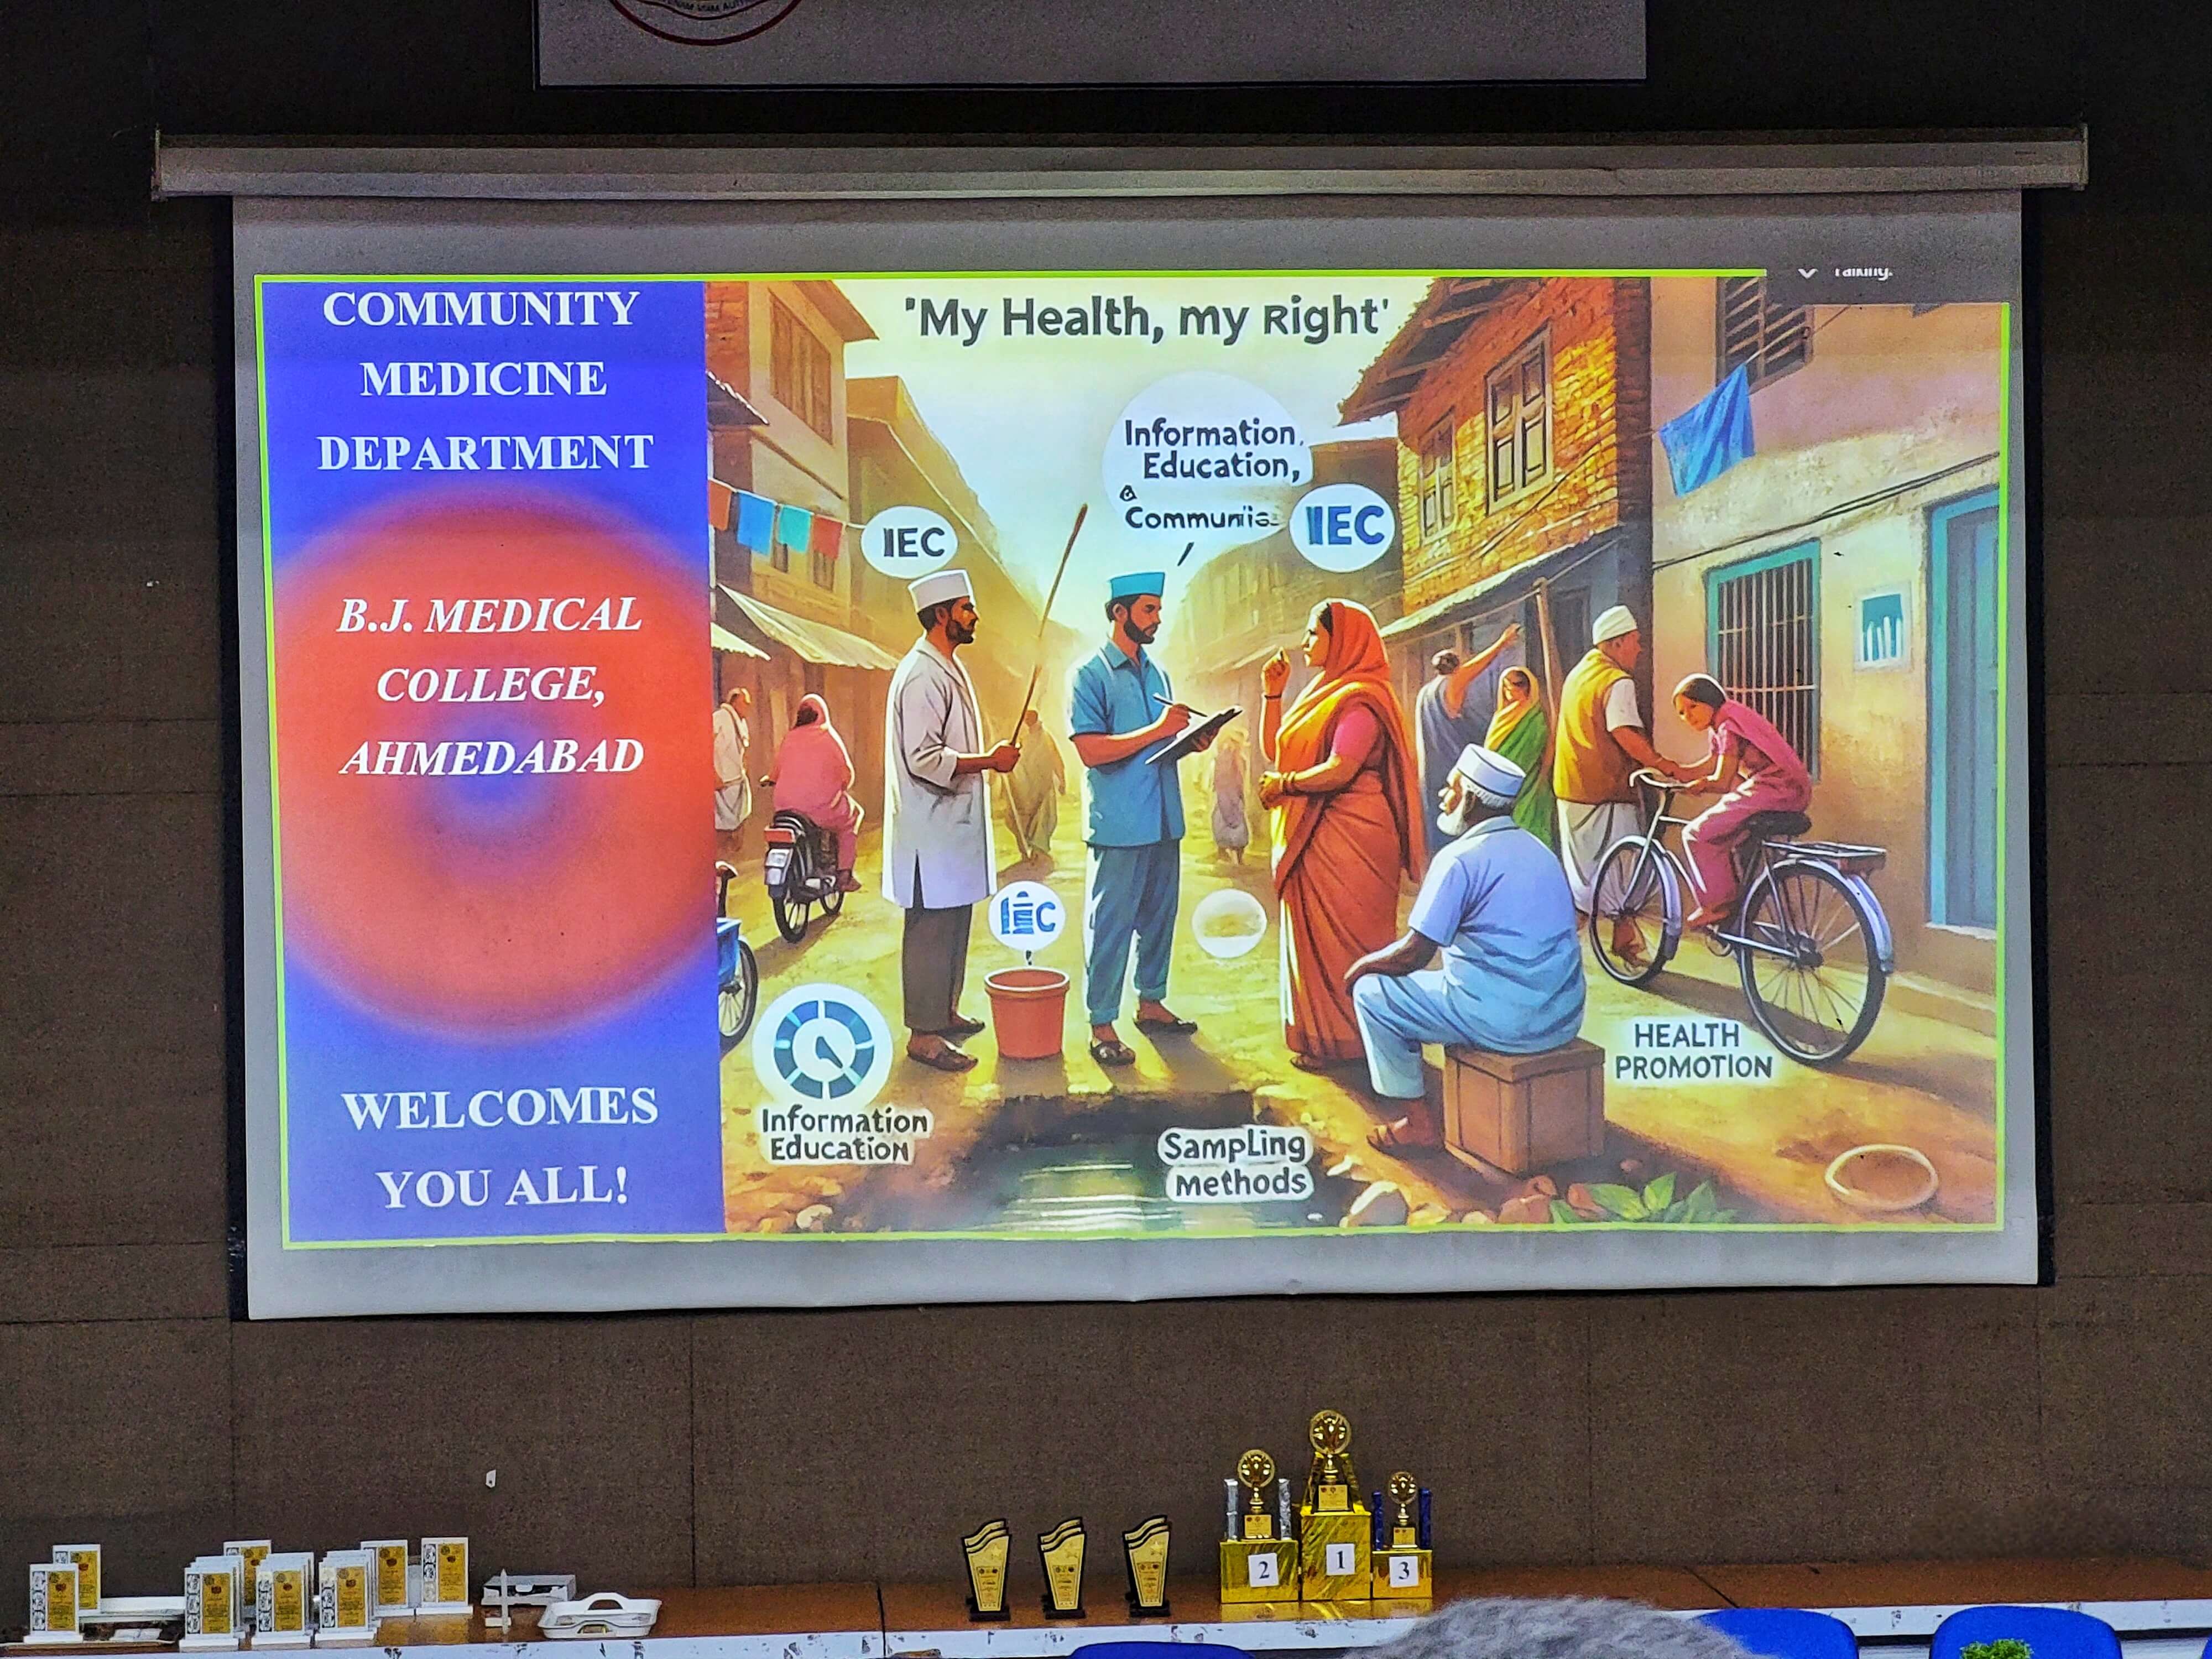 COMMUNITY
MEDICINE
DEPARTMENT
B.J. MEDICAL
COLLEGE,
AHMEDABAD
WELCOMES
YOU ALL!
Talking:
'My Health, my Right'
Information,
Education,
&
IEC
IEC
IEC
Information
Education
Sampling
methods
HEALTH
PROMOTION
2
1
3